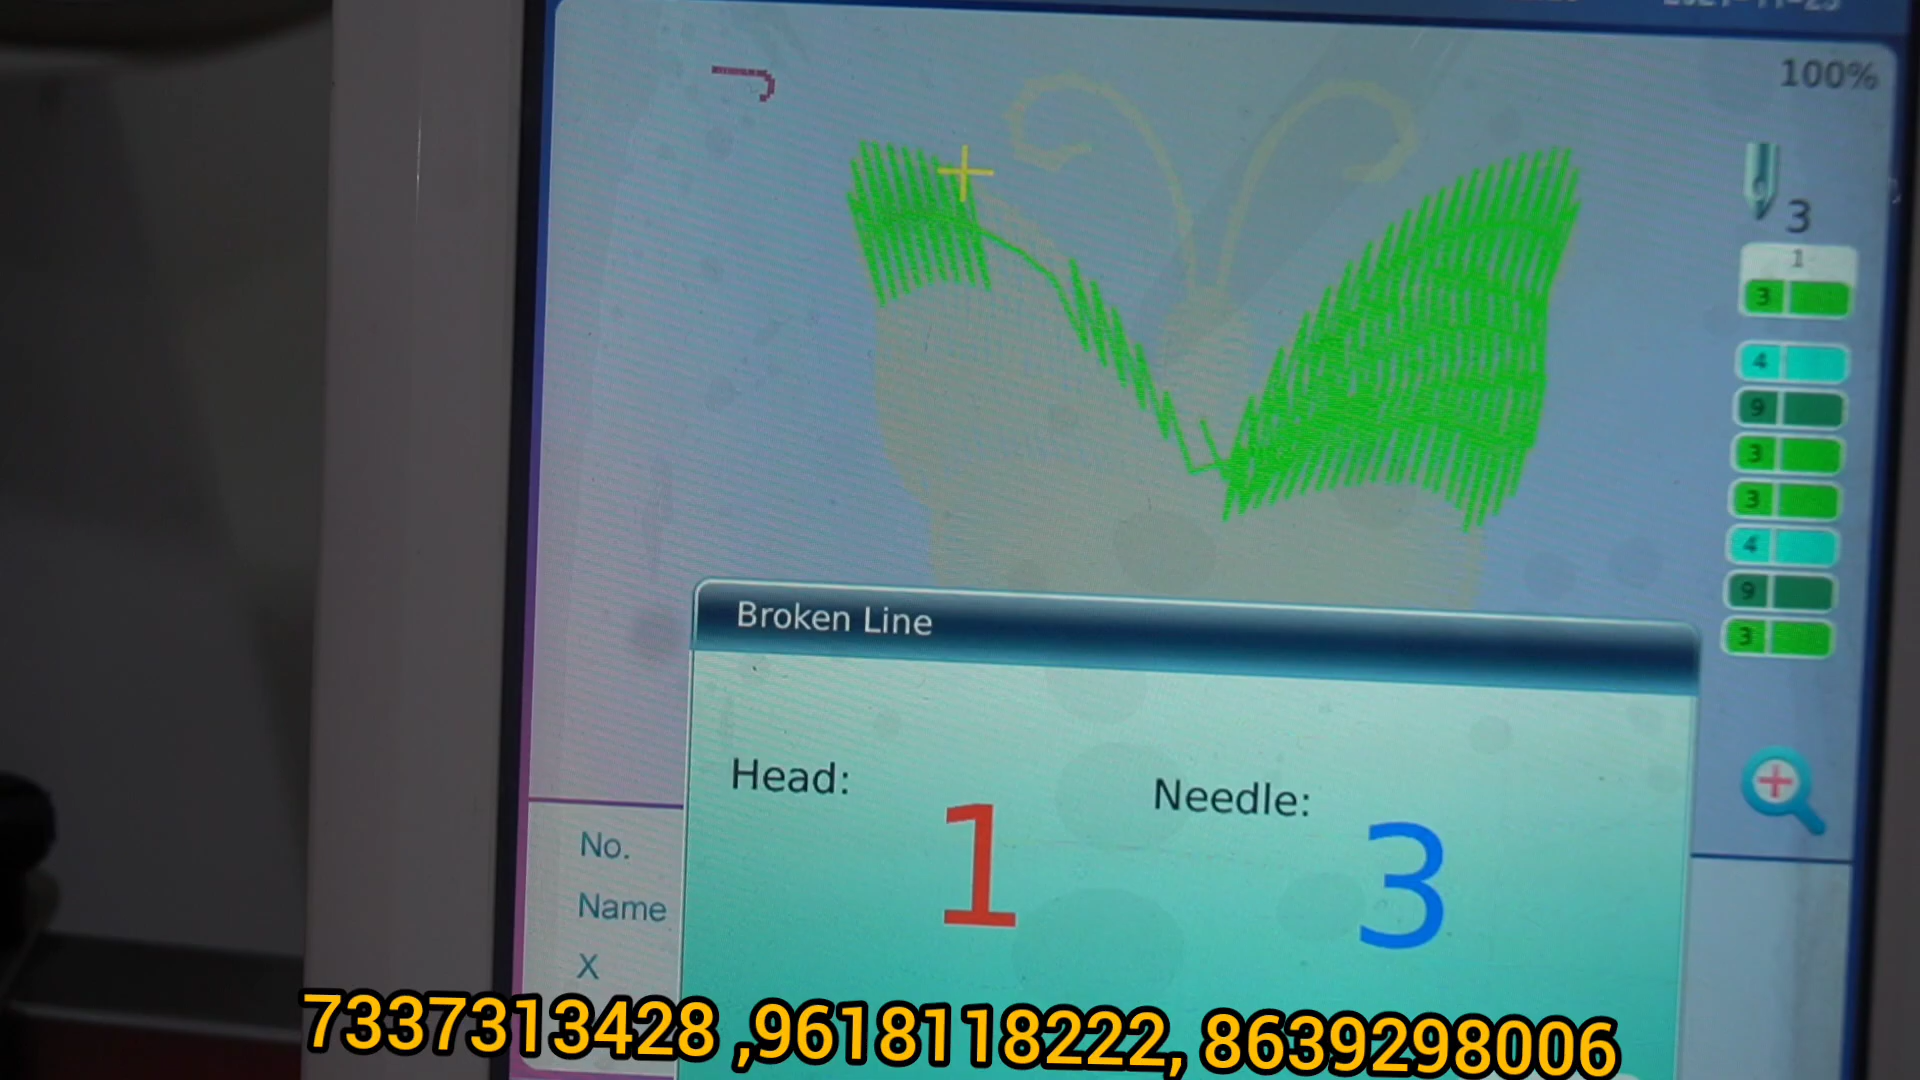 100%
3
1
3
4
9
3
3
4
9
3
Broken Line
Head: Needle:
1 3
No.
Name
X
7337313428 ,9618118222, 8639298006